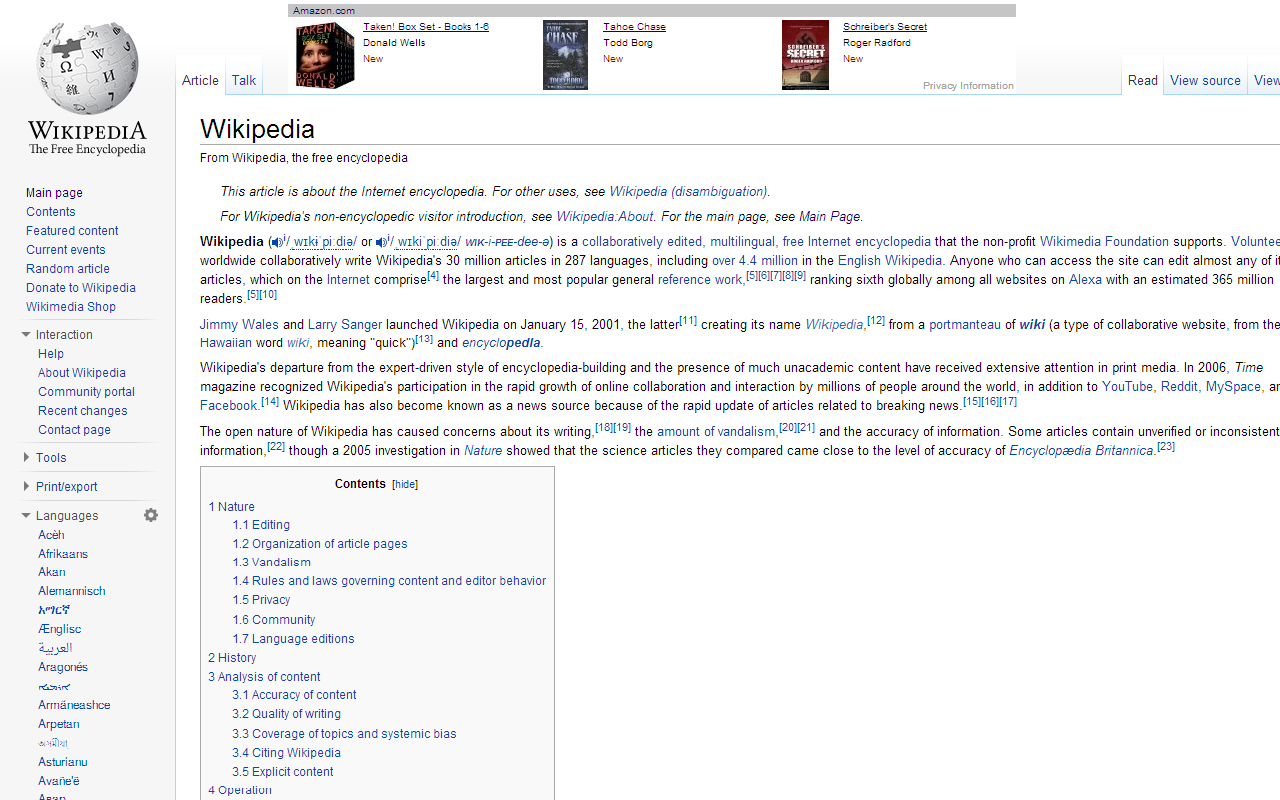 Amazon.com
Taken! Box Set - Books 1-6
Donald Wells
New
Tahoe Chase
Todd Borg
New
Schreiber's Secret
Roger Radford
New
Privacy Information
TAKEN!
BOX SET
DONALD WELLS
TAHOE
CHASE
SCHREIBER'S
SECRET
WIKIPEDIA
The Free Encyclopedia
Article
Talk
Read
View source
View
Main page
Contents
Featured content
Current events
Random article
Donate to Wikipedia
Wikimedia Shop
Interaction
Help
About Wikipedia
Community portal
Recent changes
Contact page
Tools
Print/export
Languages
Acèh
Afrikaans
Akan
Alemannisch
አማርኛ
Ænglisc
العربية
Aragonés
Armãneashce
Arpetan
অসমীয়া
Asturianu
Avañe'ẽ
Wikipedia
From Wikipedia, the free encyclopedia
This article is about the Internet encyclopedia. For other uses, see Wikipedia (disambiguation).
For Wikipedia's non-encyclopedic visitor introduction, see Wikipedia:About. For the main page, see Main Page.
Wikipedia (i/ˌwɪkɨˈpiːdiə/ or i/ˌwɪkiˈpiːdiə/ WIK-i-PEE-dee-ə) is a collaboratively edited, multilingual, free Internet encyclopedia that the non-profit Wikimedia Foundation supports. Voluntee
worldwide collaboratively write Wikipedia's 30 million articles in 287 languages, including over 4.4 million in the English Wikipedia. Anyone who can access the site can edit almost any of it
articles, which on the Internet comprise[4] the largest and most popular general reference work,[5][6][7][8][9] ranking sixth globally among all websites on Alexa with an estimated 365 million
readers.[5][10]
Jimmy Wales and Larry Sanger launched Wikipedia on January 15, 2001, the latter[11] creating its name Wikipedia,[12] from a portmanteau of wiki (a type of collaborative website, from the
Hawaiian word wiki, meaning "quick")[13] and encyclopedia.
Wikipedia's departure from the expert-driven style of encyclopedia-building and the presence of much unacademic content have received extensive attention in print media. In 2006, Time
magazine recognized Wikipedia's participation in the rapid growth of online collaboration and interaction by millions of people around the world, in addition to YouTube, Reddit, MySpace, an
Facebook.[14] Wikipedia has also become known as a news source because of the rapid update of articles related to breaking news.[15][16][17]
The open nature of Wikipedia has caused concerns about its writing,[18][19] the amount of vandalism,[20][21] and the accuracy of information. Some articles contain unverified or inconsistent
information,[22] though a 2005 investigation in Nature showed that the science articles they compared came close to the level of accuracy of Encyclopædia Britannica.[23]
Contents [hide]
1 Nature
1.1 Editing
1.2 Organization of article pages
1.3 Vandalism
1.4 Rules and laws governing content and editor behavior
1.5 Privacy
1.6 Community
1.7 Language editions
2 History
3 Analysis of content
3.1 Accuracy of content
3.2 Quality of writing
3.3 Coverage of topics and systemic bias
3.4 Citing Wikipedia
3.5 Explicit content
4 Operation